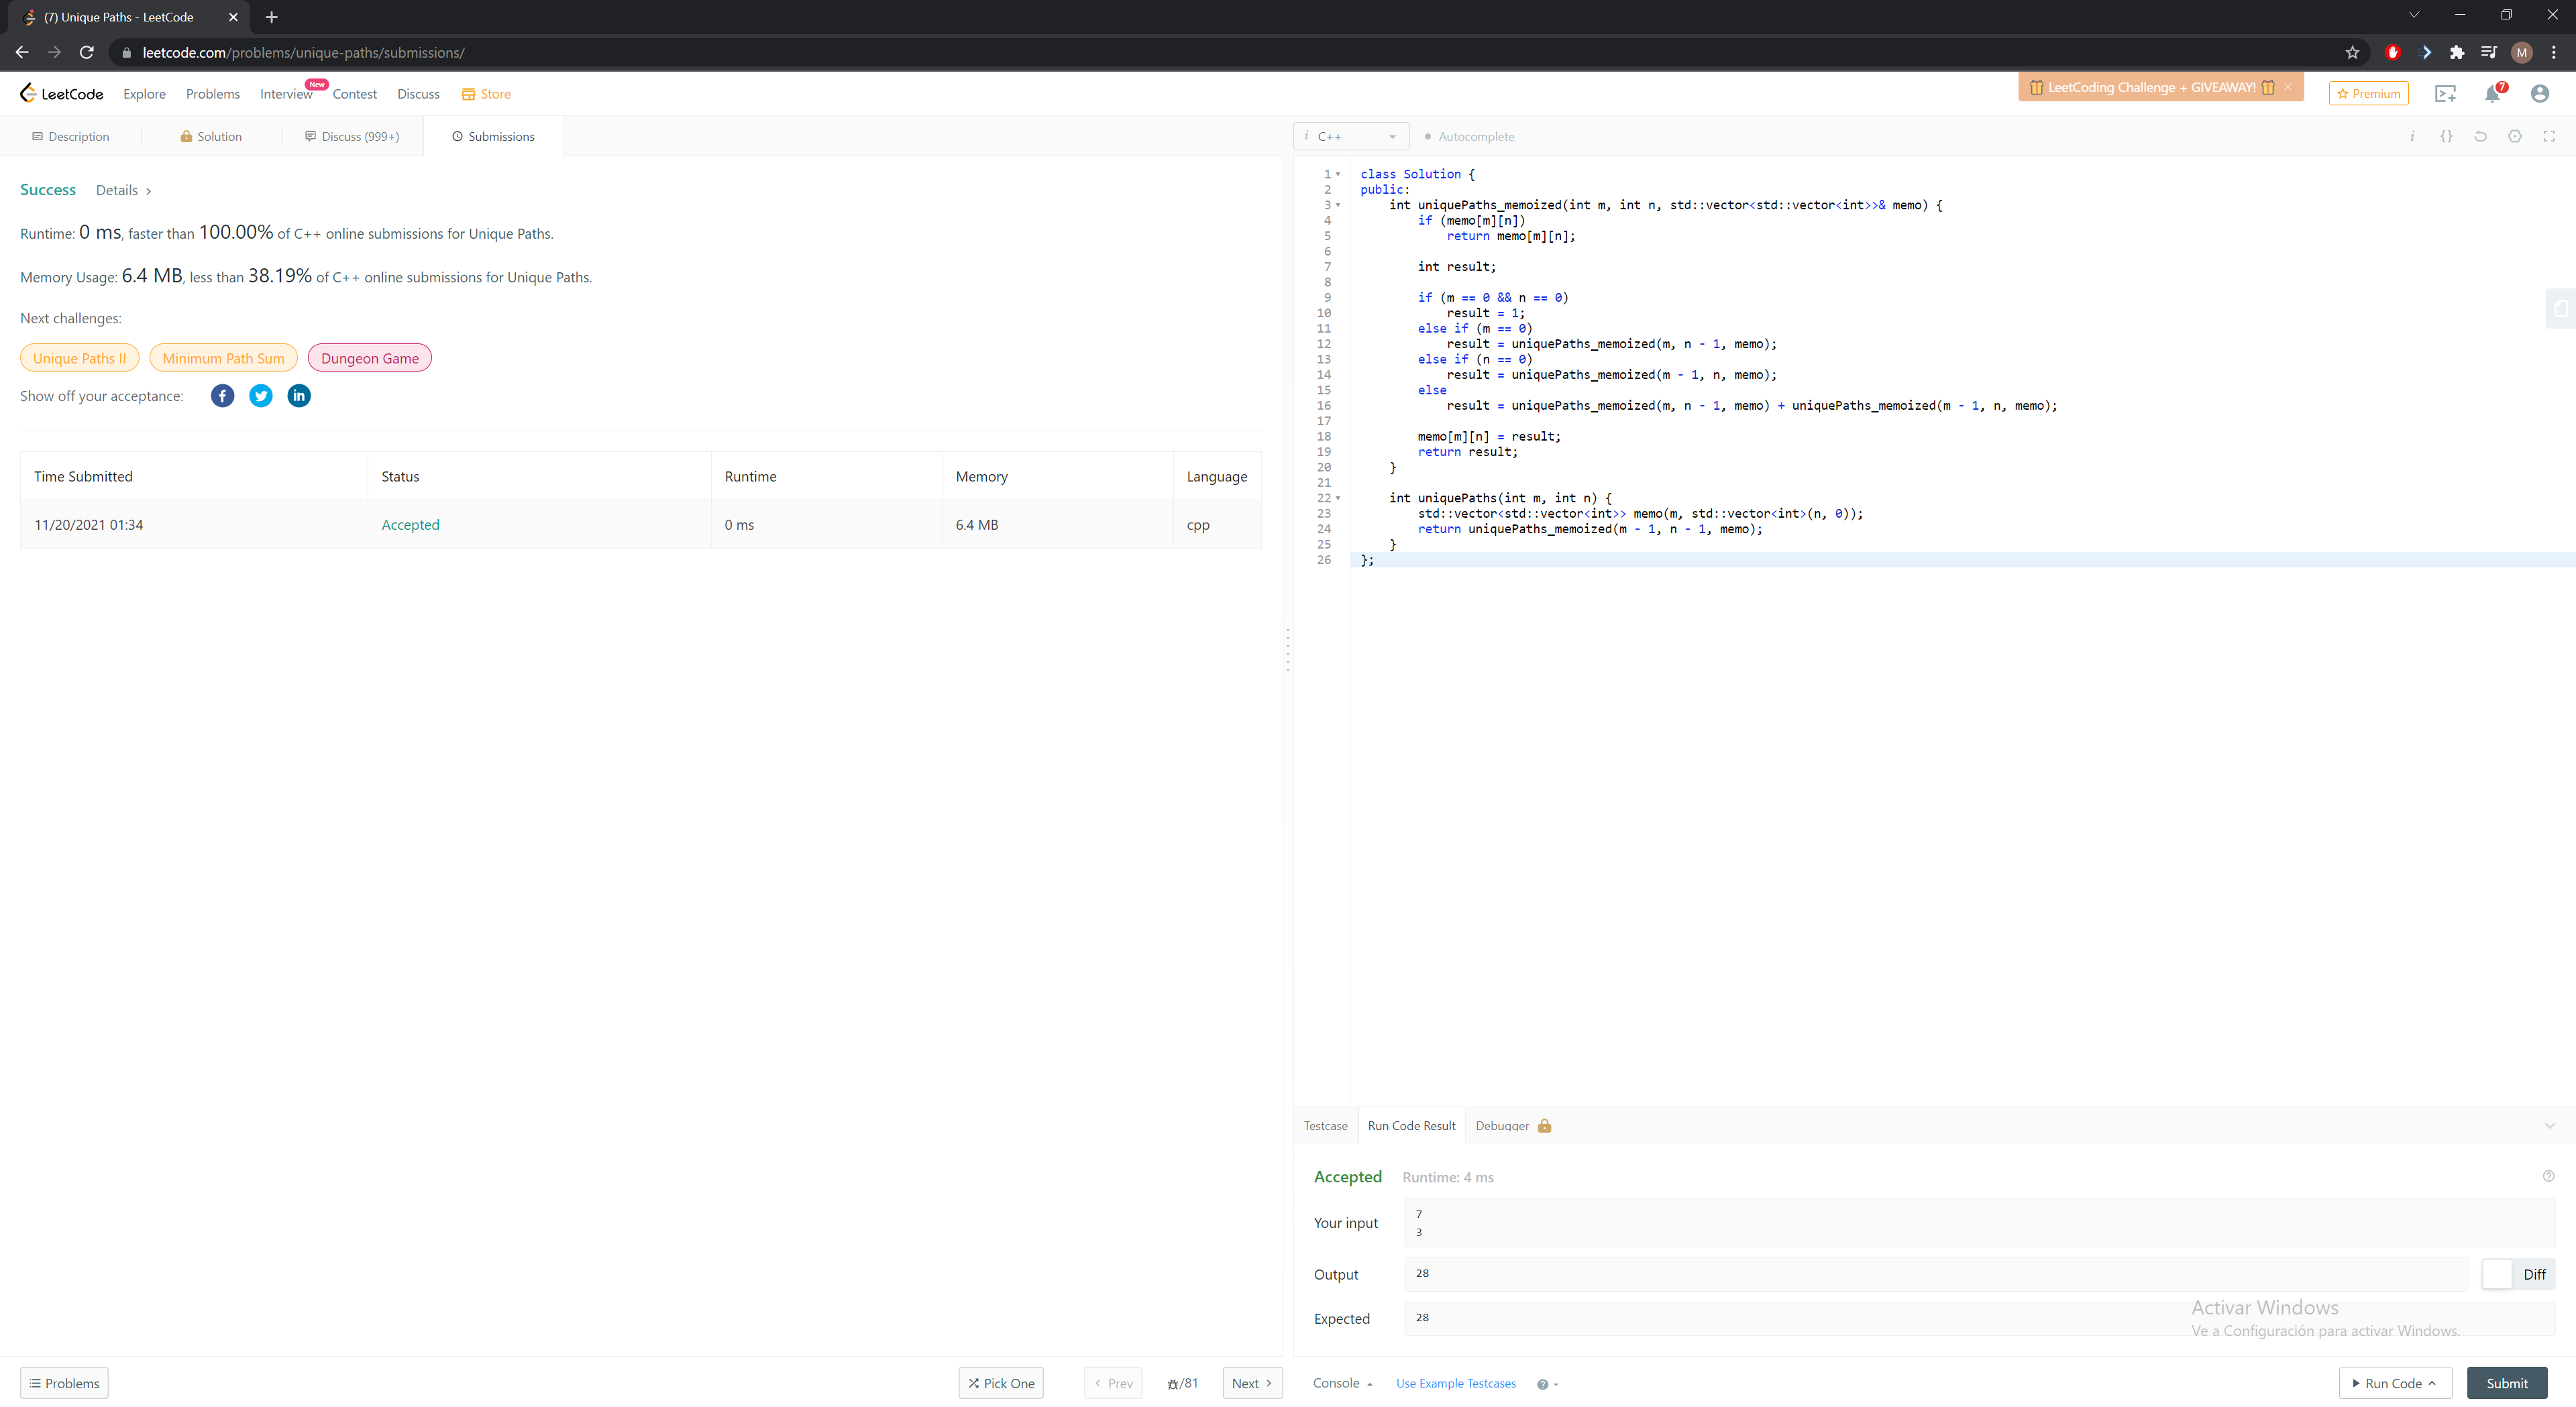 (7) Unique Paths - LeetCode
leetcode.com/problems/unique-paths/submissions/
M
LeetCode Explore Problems Interview New Contest Discuss Store
LeetCoding Challenge + GIVEAWAY! ×
Premium
7
Description Solution Discuss (999+) Submissions
i C++ Autocomplete
i {}
Success Details >
Runtime: 0 ms, faster than 100.00% of C++ online submissions for Unique Paths.
Memory Usage: 6.4 MB, less than 38.19% of C++ online submissions for Unique Paths.
Next challenges:
Unique Paths II Minimum Path Sum Dungeon Game
Show off your acceptance: f in
Time Submitted Status Runtime Memory Language
11/20/2021 01:34 Accepted 0 ms 6.4 MB cpp
1 class Solution {
2 public:
3 int uniquePaths_memoized(int m, int n, std::vector<std::vector<int>>& memo) {
4 if (memo[m][n])
5 return memo[m][n];
6
7 int result;
8
9 if (m == 0 && n == 0)
10 result = 1;
11 else if (m == 0)
12 result = uniquePaths_memoized(m, n - 1, memo);
13 else if (n == 0)
14 result = uniquePaths_memoized(m - 1, n, memo);
15 else
16 result = uniquePaths_memoized(m, n - 1, memo) + uniquePaths_memoized(m - 1, n, memo);
17
18 memo[m][n] = result;
19 return result;
20 }
21
22 int uniquePaths(int m, int n) {
23 std::vector<std::vector<int>> memo(m, std::vector<int>(n, 0));
24 return uniquePaths_memoized(m - 1, n - 1, memo);
25 }
26 };
Testcase Run Code Result Debugger
Accepted Runtime: 4 ms
Your input
7
3
Output 28 Diff
Expected 28
Activar Windows
Ve a Configuración para activar Windows.
Problems Pick One < Prev /81 Next >
Console Use Example Testcases ? Run Code Submit